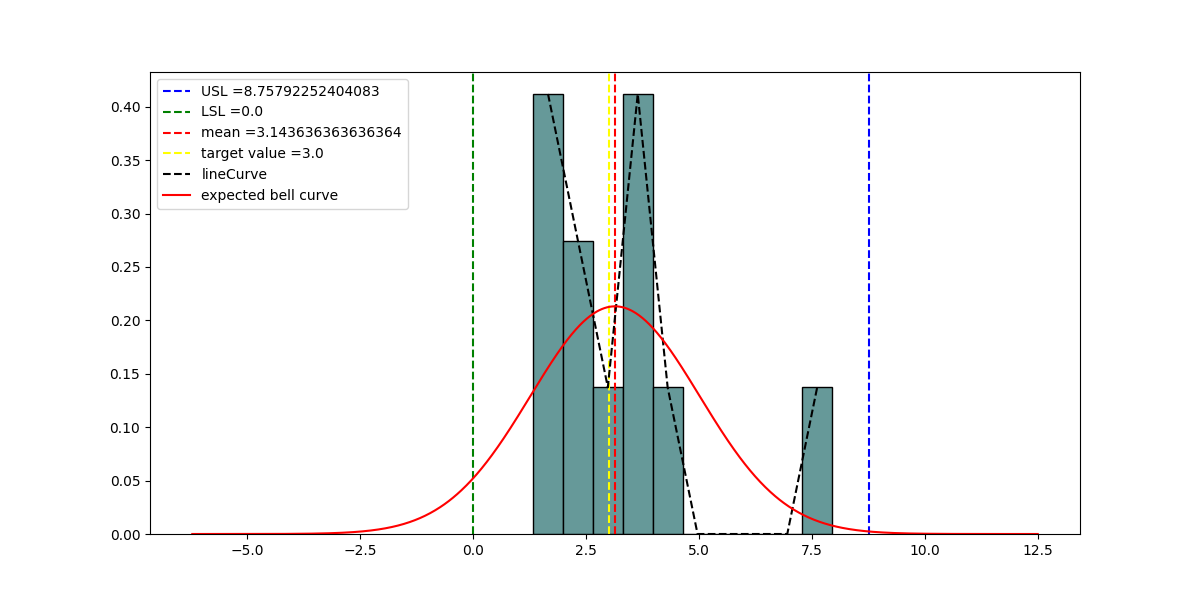 USL =8.75792252404083
LSL =0.0
mean =3.143636363636364
target value =3.0
lineCurve
expected bell curve
0.40
0.35
0.30
0.25
0.20
0.15
0.10
0.05
0.00
−5.0 −2.5 0.0 2.5 5.0 7.5 10.0 12.5